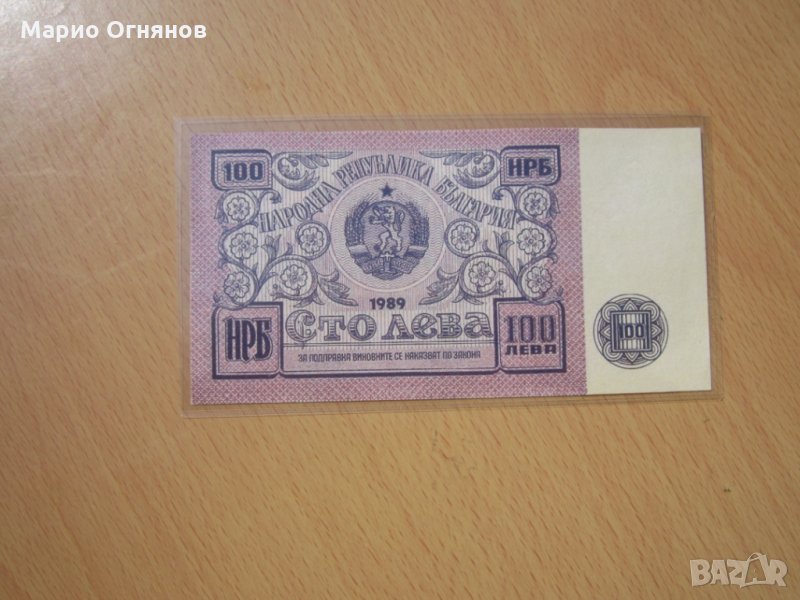 Марио Огнянов
100
НРБ
НАРОДНА РЕПУБЛИКА БЪЛГАРИЯ
1989
СТО ЛЕВА
НРБ
100
ЛЕВА
ЗА ПОДПРАВКА ВИНОВНИТЕ СЕ НАКАЗВАТ ПО ЗАКОНА
100
BAZAR